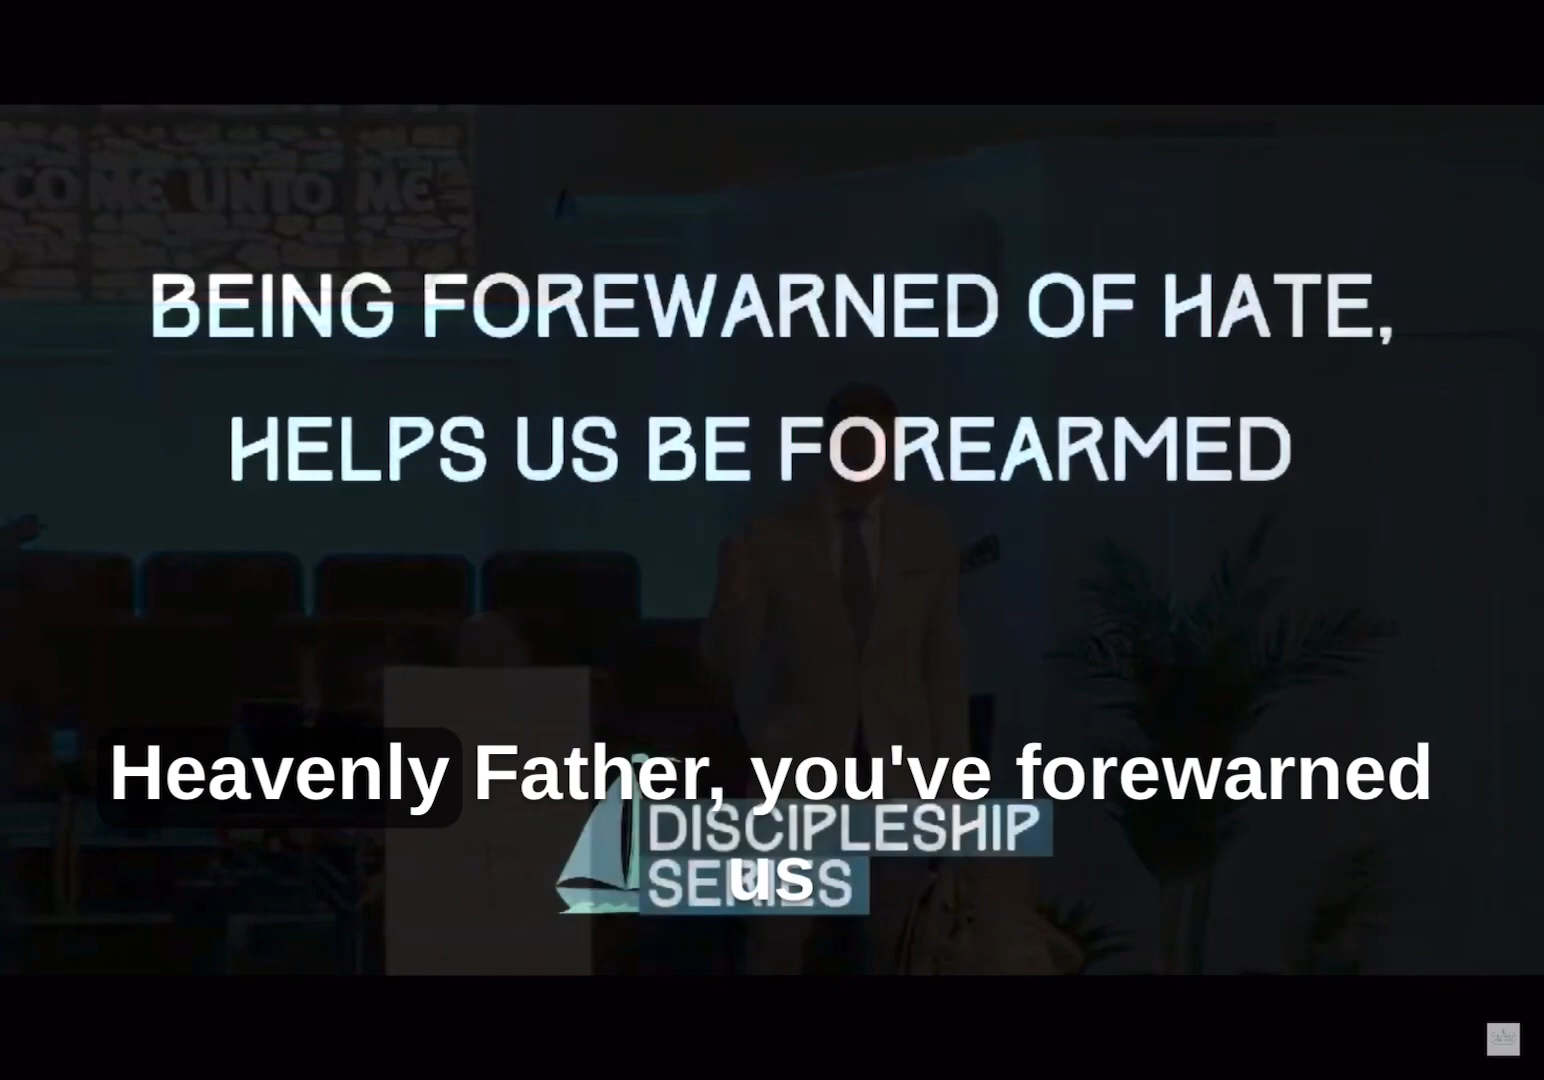 COME UNTO ME
BEING FOREWARNED OF HATE,
HELPS US BE FOREARMED
Heavenly Father, you've forewarned
us
DISCIPLESHIP
SERIES